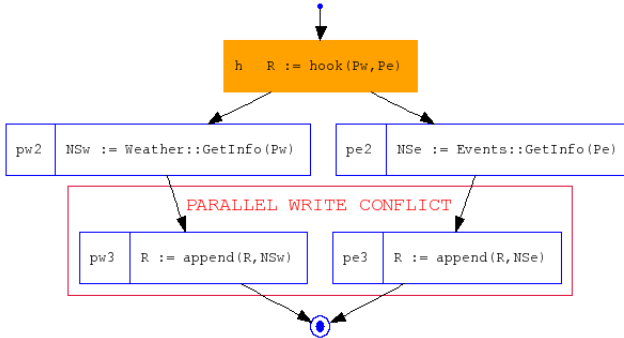 h R := hook(Pw,Pe)
pw2 NSw := Weather::GetInfo(Pw)
pe2 NSe := Events::GetInfo(Pe)
PARALLEL WRITE CONFLICT
pw3 R := append(R,NSw)
pe3 R := append(R,NSe)